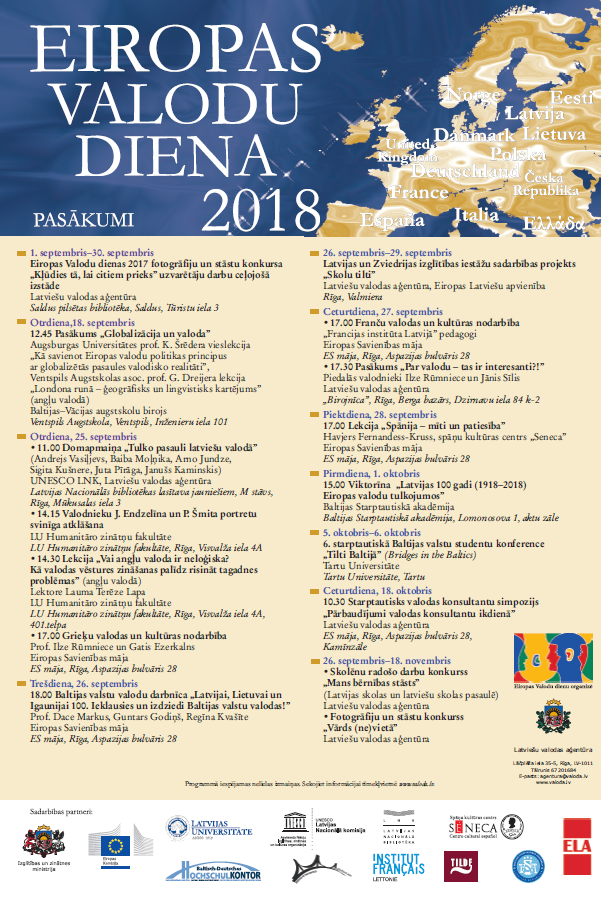 EIROPAS
VALODU
DIENA
2018
PASĀKUMI
Norge
Eesti
Latvija
Danmark
Lietuva
United
Kingdom
Polska
Deutschland
Česka
Republika
France
España
Italia
Ελλάδα
1. septembris–30. septembris
Eiropas Valodu dienas 2017 fotogrāfiju un stāstu konkursa
„Kļūdies tā, lai citiem prieks” uzvarētāju darbu ceļojošā
izstāde
Latviešu valodas aģentūra
Saldus pilsētas bibliotēka, Saldus, Tūristu iela 3
Otrdiena,18. septembris
12.45 Pasākums „Globalizācija un valoda”
Augsburgas Universitātes prof. K. Šrēdera vieslekcija
„Kā savienot Eiropas valodu politikas principus
ar globalizētās pasaules valodisko realitāti”,
Ventspils Augstskolas asoc. prof. G. Dreijera lekcija
„Londona runā – ģeogrāfisks un lingvistisks kartējums”
(angļu valodā)
Baltijas–Vācijas augstskolu birojs
Ventspils Augstskola, Ventspils, Inženieru iela 101
Otrdiena, 25. septembris
• 11.00 Domapmaiņa „Tulko pasauli latviešu valodā”
(Andrejs Vasiļjevs, Baiba Moļņika, Arno Jundze,
Sigita Kušnere, Juta Pīrāga, Janušs Kaminskis)
UNESCO LNK, Latviešu valodas aģentūra
Latvijas Nacionālās bibliotēkas lasītava jauniešiem, M stāvs,
Rīga, Mūkusalas iela 3
• 14.15 Valodnieku J. Endzelīna un P. Šmita portretu
svinīga atklāšana
LU Humanitāro zinātņu fakultāte
LU Humanitāro zinātņu fakultāte, Rīga, Visvalža iela 4A
• 14.30 Lekcija „Vai angļu valoda ir neloģiska?
Kā valodas vēstures zināšanas palīdz risināt tagadnes
problēmas” (angļu valodā)
Lektore Lauma Terēze Lapa
LU Humanitāro zinātņu fakultāte
LU Humanitāro zinātņu fakultāte, Rīga, Visvalža iela 4A,
401.telpa
• 17.00 Grieķu valodas un kultūras nodarbība
Prof. Ilze Rūmniece un Gatis Ezerkalns
Eiropas Savienības māja
ES māja, Rīga, Aspazijas bulvāris 28
Trešdiena, 26. septembris
18.00 Baltijas valstu valodu darbnīca „Latvijai, Lietuvai un
Igaunijai 100. Ieklausies un izdziedi Baltijas valstu valodas!”
Prof. Dace Markus, Guntars Godiņš, Regīna Kvašīte
Eiropas Savienības māja
ES māja, Rīga, Aspazijas bulvāris 28
26. septembris–29. septembris
Latvijas un Zviedrijas izglītības iestāžu sadarbības projekts
„Skolu tilti”
Latviešu valodas aģentūra, Eiropas Latviešu apvienība
Rīga, Valmiera
Ceturtdiena, 27. septembris
• 17.00 Franču valodas un kultūras nodarbība
„Francijas institūta Latvijā” pedagogi
Eiropas Savienības māja
ES māja, Rīga, Aspazijas bulvāris 28
• 17.30 Pasākums „Par valodu – tas ir interesanti?!”
Piedalās valodnieki Ilze Rūmniece un Jānis Sīlis
Latviešu valodas aģentūra
„Birojnīca”, Rīga, Berga bazārs, Dzirnavu iela 84 k-2
Piektdiena, 28. septembris
17.00 Lekcija „Spānija – mīti un patiesība”
Havjers Fernandess-Kruss, spāņu kultūras centrs „Seneca”
Eiropas Savienības māja
ES māja, Rīga, Aspazijas bulvāris 28
Pirmdiena, 1. oktobris
15.00 Viktorīna „Latvijas 100 gadi (1918–2018)
Eiropas valodu tulkojumos”
Baltijas Starptautiskā akadēmija
Baltijas Starptautiskā akadēmija, Lomonosova 1, aktu zāle
5. oktobris–6. oktobris
6. starptautiskā Baltijas valstu studentu konference
„Tilti Baltijā” (Bridges in the Baltics)
Tartu Universitāte
Tartu Universitāte, Tartu
Ceturtdiena, 18. oktobris
10.30 Starptautisks valodas konsultantu simpozijs
„Pārbaudījumi valodas konsultantu ikdienā”
Latviešu valodas aģentūra
ES māja, Rīga, Aspazijas bulvāris 28,
Kamīnzāle
26. septembris–18. novembris
• Skolēnu radošo darbu konkurss
„Mans bērnības stāsts”
(Latvijas skolas un latviešu skolas pasaulē)
Latviešu valodas aģentūra
• Fotogrāfiju un stāstu konkurss
„Vārds (ne)vietā”
Latviešu valodas aģentūra
Eiropas Valodu dienu organizē
Latviešu valodas aģentūra
Lāčplēša iela 35-5, Rīga, LV-1011
Tālrunis 67 201684
E-pasts: agentura@valoda.lv
www.valoda.lv
Programmā iespējamas nelielas izmaiņas. Sekojiet informācijai tīmekļvietnē www.valoda.lv
Sadarbības partneri:
Izglītības un zinātnes
ministrija
Eiropas
Komisija
LATVIJAS
UNIVERSITĀTE
Baltisch-Deutsches
HOCHSCHULKONTOR
UNESCO
Latvijas
Nacionālā komisija
LNB
LATVIJAS
NACIONĀLĀ
BIBLIOTĒKA
INSTITUT
FRANÇAIS
LETTONIE
Spāņu kultūras centrs
SÉNECA
Centro cultural español
TILDE
ELA